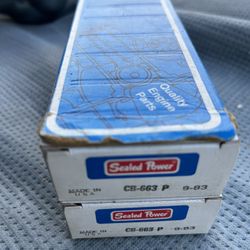 Quality
Engine
Parts
Sealed Power
MADE IN
U S A
CB-663 P 9-83
Sealed Power
MADE IN
U S A
CB-663 P 9-83